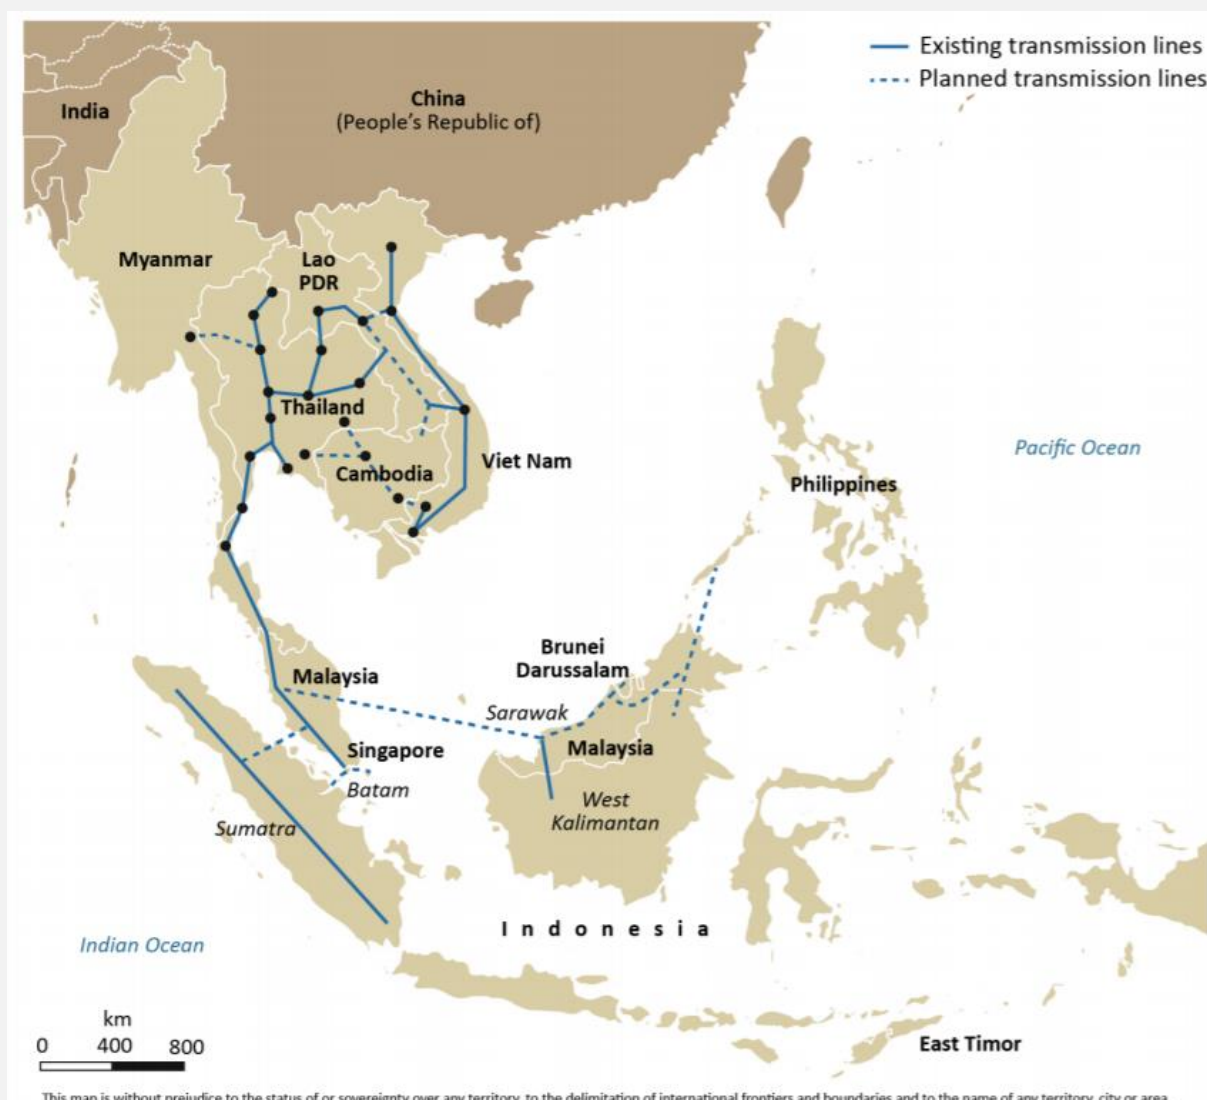 Existing transmission lines
Planned transmission lines
China
(People's Republic of)
India
Myanmar
Lao
PDR
Thailand
Cambodia
Viet Nam
Pacific Ocean
Philippines
Brunei
Darussalam
Malaysia
Sarawak
Malaysia
Singapore
Batam
West
Kalimantan
Sumatra
Indonesia
Indian Ocean
km
0 400 800
East Timor
This map is without prejudice to the status of or sovereignty over any territory, to the delimitation of international frontiers and boundaries and to the name of any territory, city or area.